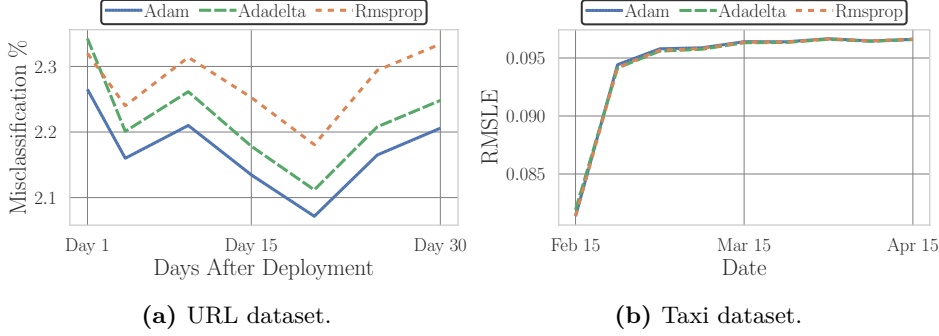 Adam Adadelta Rmsprop
Misclassification %
2.3
2.2
2.1
Day 1 Day 15 Day 30
Days After Deployment
(a) URL dataset.
Adam Adadelta Rmsprop
RMSLE
0.095
0.090
0.085
Feb 15 Mar 15 Apr 15
Date
(b) Taxi dataset.